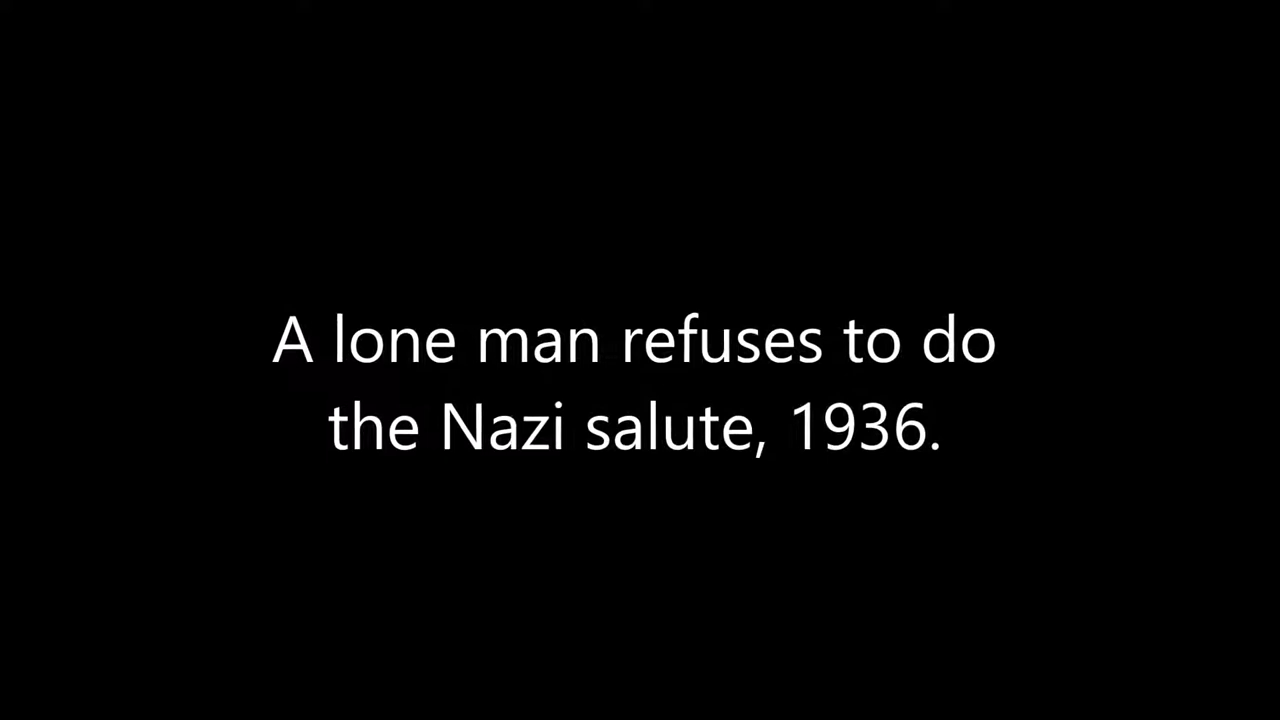 A lone man refuses to do
the Nazi salute, 1936.